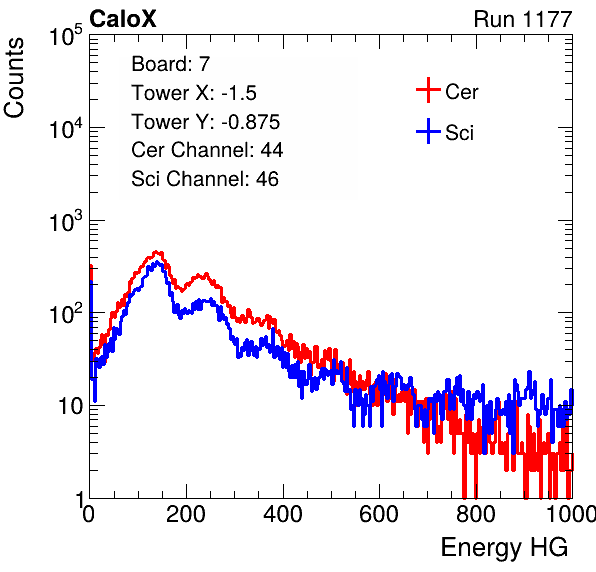 CaloX Run 1177
Counts
10^5
10^4
10^3
10^2
10
1
Board: 7
Tower X: -1.5
Tower Y: -0.875
Cer Channel: 44
Sci Channel: 46
Cer
Sci
0 200 400 600 800 1000
Energy HG